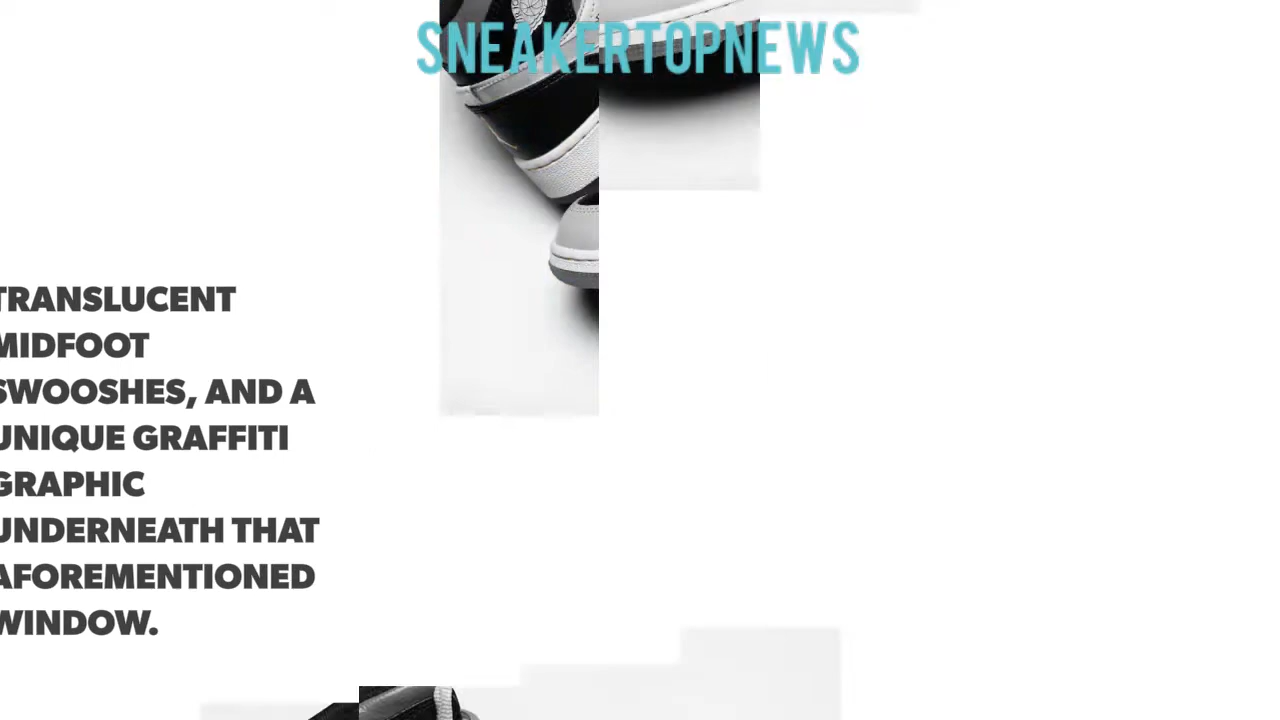 SNEAKERTOPNEWS
TRANSLUCENT
MIDFOOT
SWOOSHES, AND A
UNIQUE GRAFFITI
GRAPHIC
UNDERNEATH THAT
AFOREMENTIONED
WINDOW.